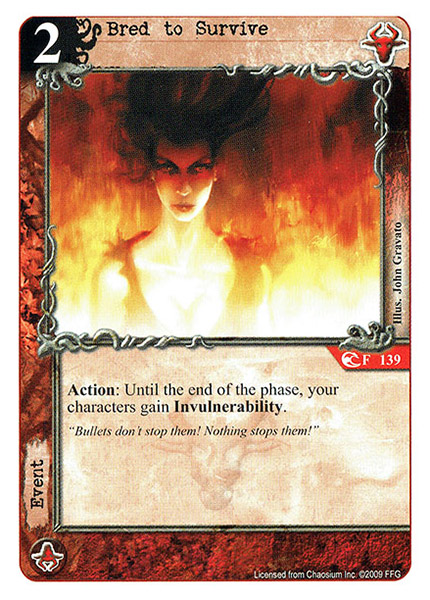 2
Bred to Survive
Illus. John Gravato
F 139
Action: Until the end of the phase, your
characters gain Invulnerability.
“Bullets don’t stop them! Nothing stops them!”
Event
Licensed from Chaosium Inc. ©2009 FFG